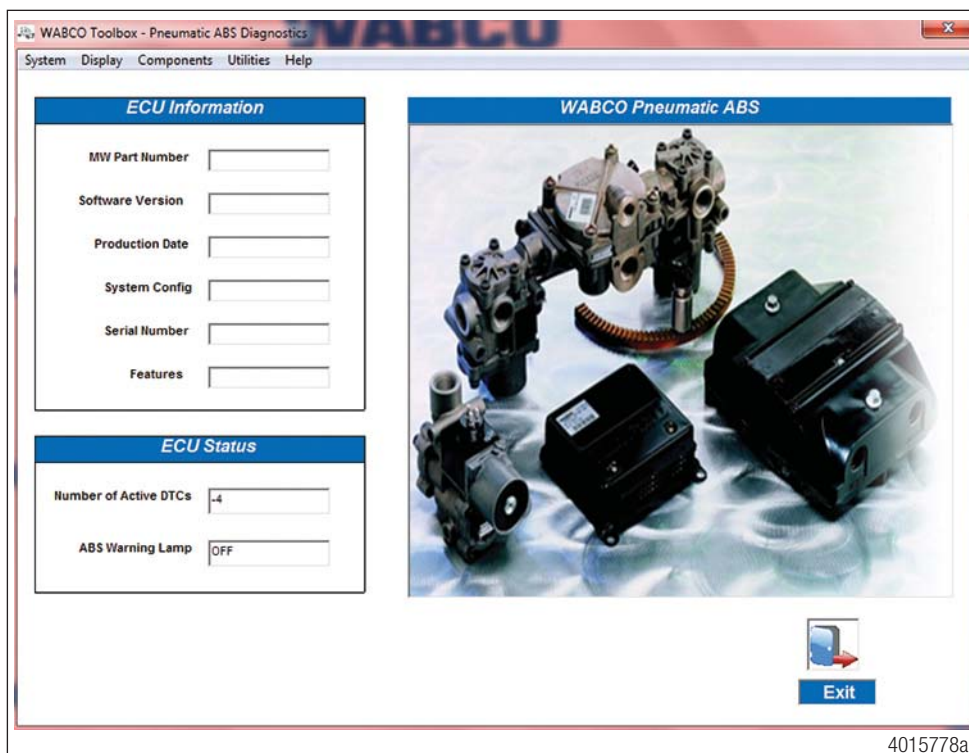 WABCO
WABCO Toolbox - Pneumatic ABS Diagnostics
System Display Components Utilities Help
ECU Information
MW Part Number
Software Version
Production Date
System Config
Serial Number
Features
ECU Status
Number of Active DTCs -4
ABS Warning Lamp OFF
WABCO Pneumatic ABS
Exit
4015778a